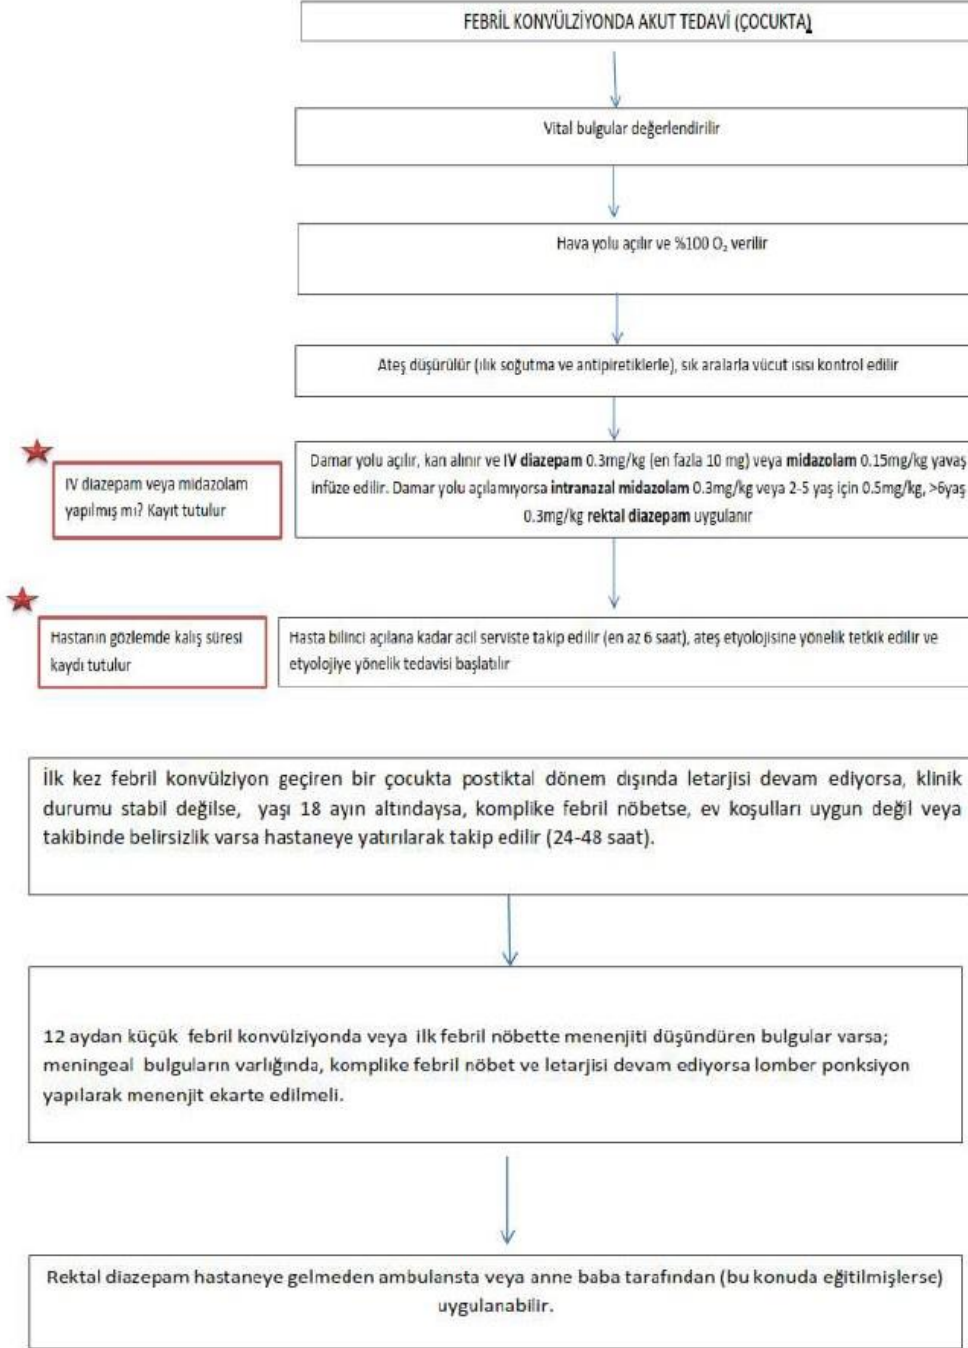 FEBRİL KONVÜLZİYONDA AKUT TEDAVİ (ÇOCUKTA)
Vital bulgular değerlendirilir
Hava yolu açılır ve %100 O₂ verilir
Ateş düşürülür (ılık soğutma ve antipiretiklerle), sık aralarla vücut ısısı kontrol edilir
IV diazepam veya midazolam
yapılmış mı? Kayıt tutulur
Damar yolu açılır, kan alınır ve IV diazepam 0.3mg/kg (en fazla 10 mg) veya midazolam 0.15mg/kg yavaş
infüze edilir. Damar yolu açılamıyorsa intranazal midazolam 0.3mg/kg veya 2-5 yaş için 0.5mg/kg, >6yaş
0.3mg/kg rektal diazepam uygulanır
Hastanın gözlemde kalış süresi
kaydı tutulur
Hasta bilinci açılana kadar acil serviste takip edilir (en az 6 saat), ateş etyolojisine yönelik tetkik edilir ve
etyolojiye yönelik tedavisi başlatılır
İlk kez febril konvülziyon geçiren bir çocukta postiktal dönem dışında letarjisi devam ediyorsa, klinik
durumu stabil değilse, yaşı 18 ayın altındaysa, komplike febril nöbetse, ev koşulları uygun değil veya
takibinde belirsizlik varsa hastaneye yatırılarak takip edilir (24-48 saat).
12 aydan küçük febril konvülziyonda veya ilk febril nöbette menenjiti düşündüren bulgular varsa;
meningeal bulguların varlığında, komplike febril nöbet ve letarjisi devam ediyorsa lomber ponksiyon
yapılarak menenjit ekarte edilmeli.
Rektal diazepam hastaneye gelmeden ambulansta veya anne baba tarafından (bu konuda eğitilmişlerse)
uygulanabilir.